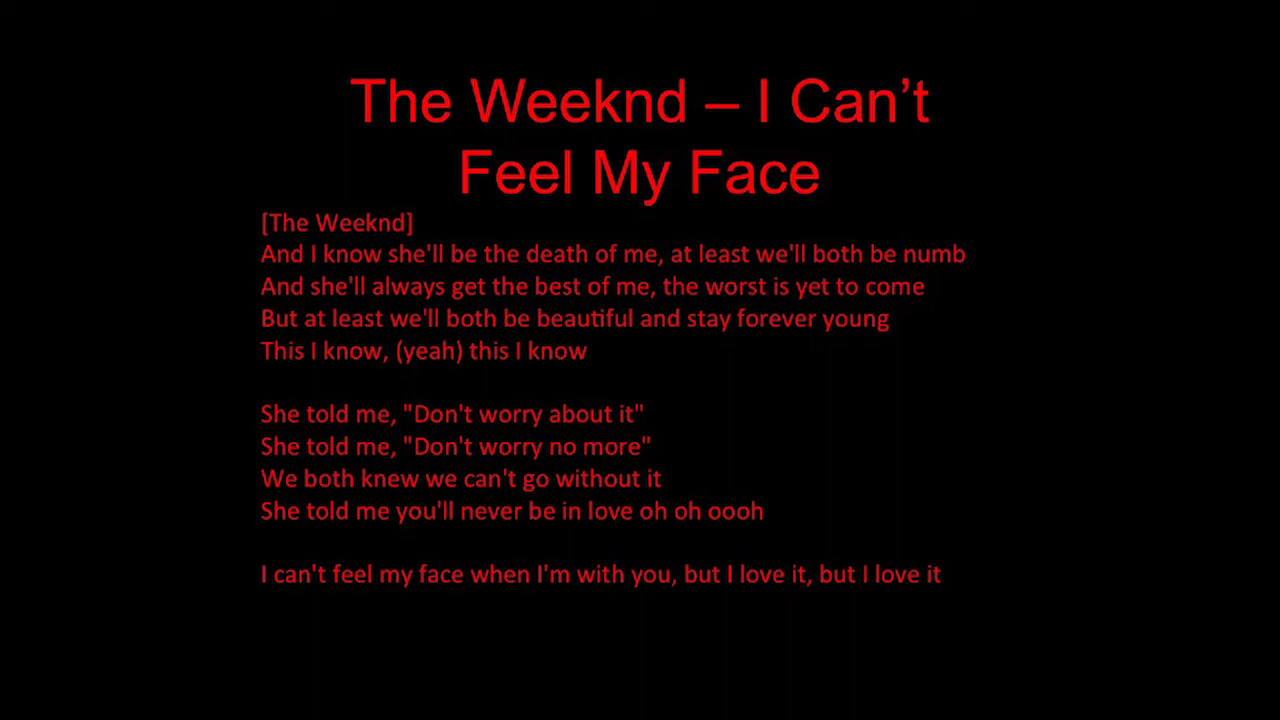 The Weeknd – I Can’t
Feel My Face
[The Weeknd]
And I know she'll be the death of me, at least we'll both be numb
And she'll always get the best of me, the worst is yet to come
But at least we'll both be beautiful and stay forever young
This I know, (yeah) this I know
She told me, "Don't worry about it"
She told me, "Don't worry no more"
We both knew we can't go without it
She told me you'll never be in love oh oh oooh
I can't feel my face when I'm with you, but I love it, but I love it